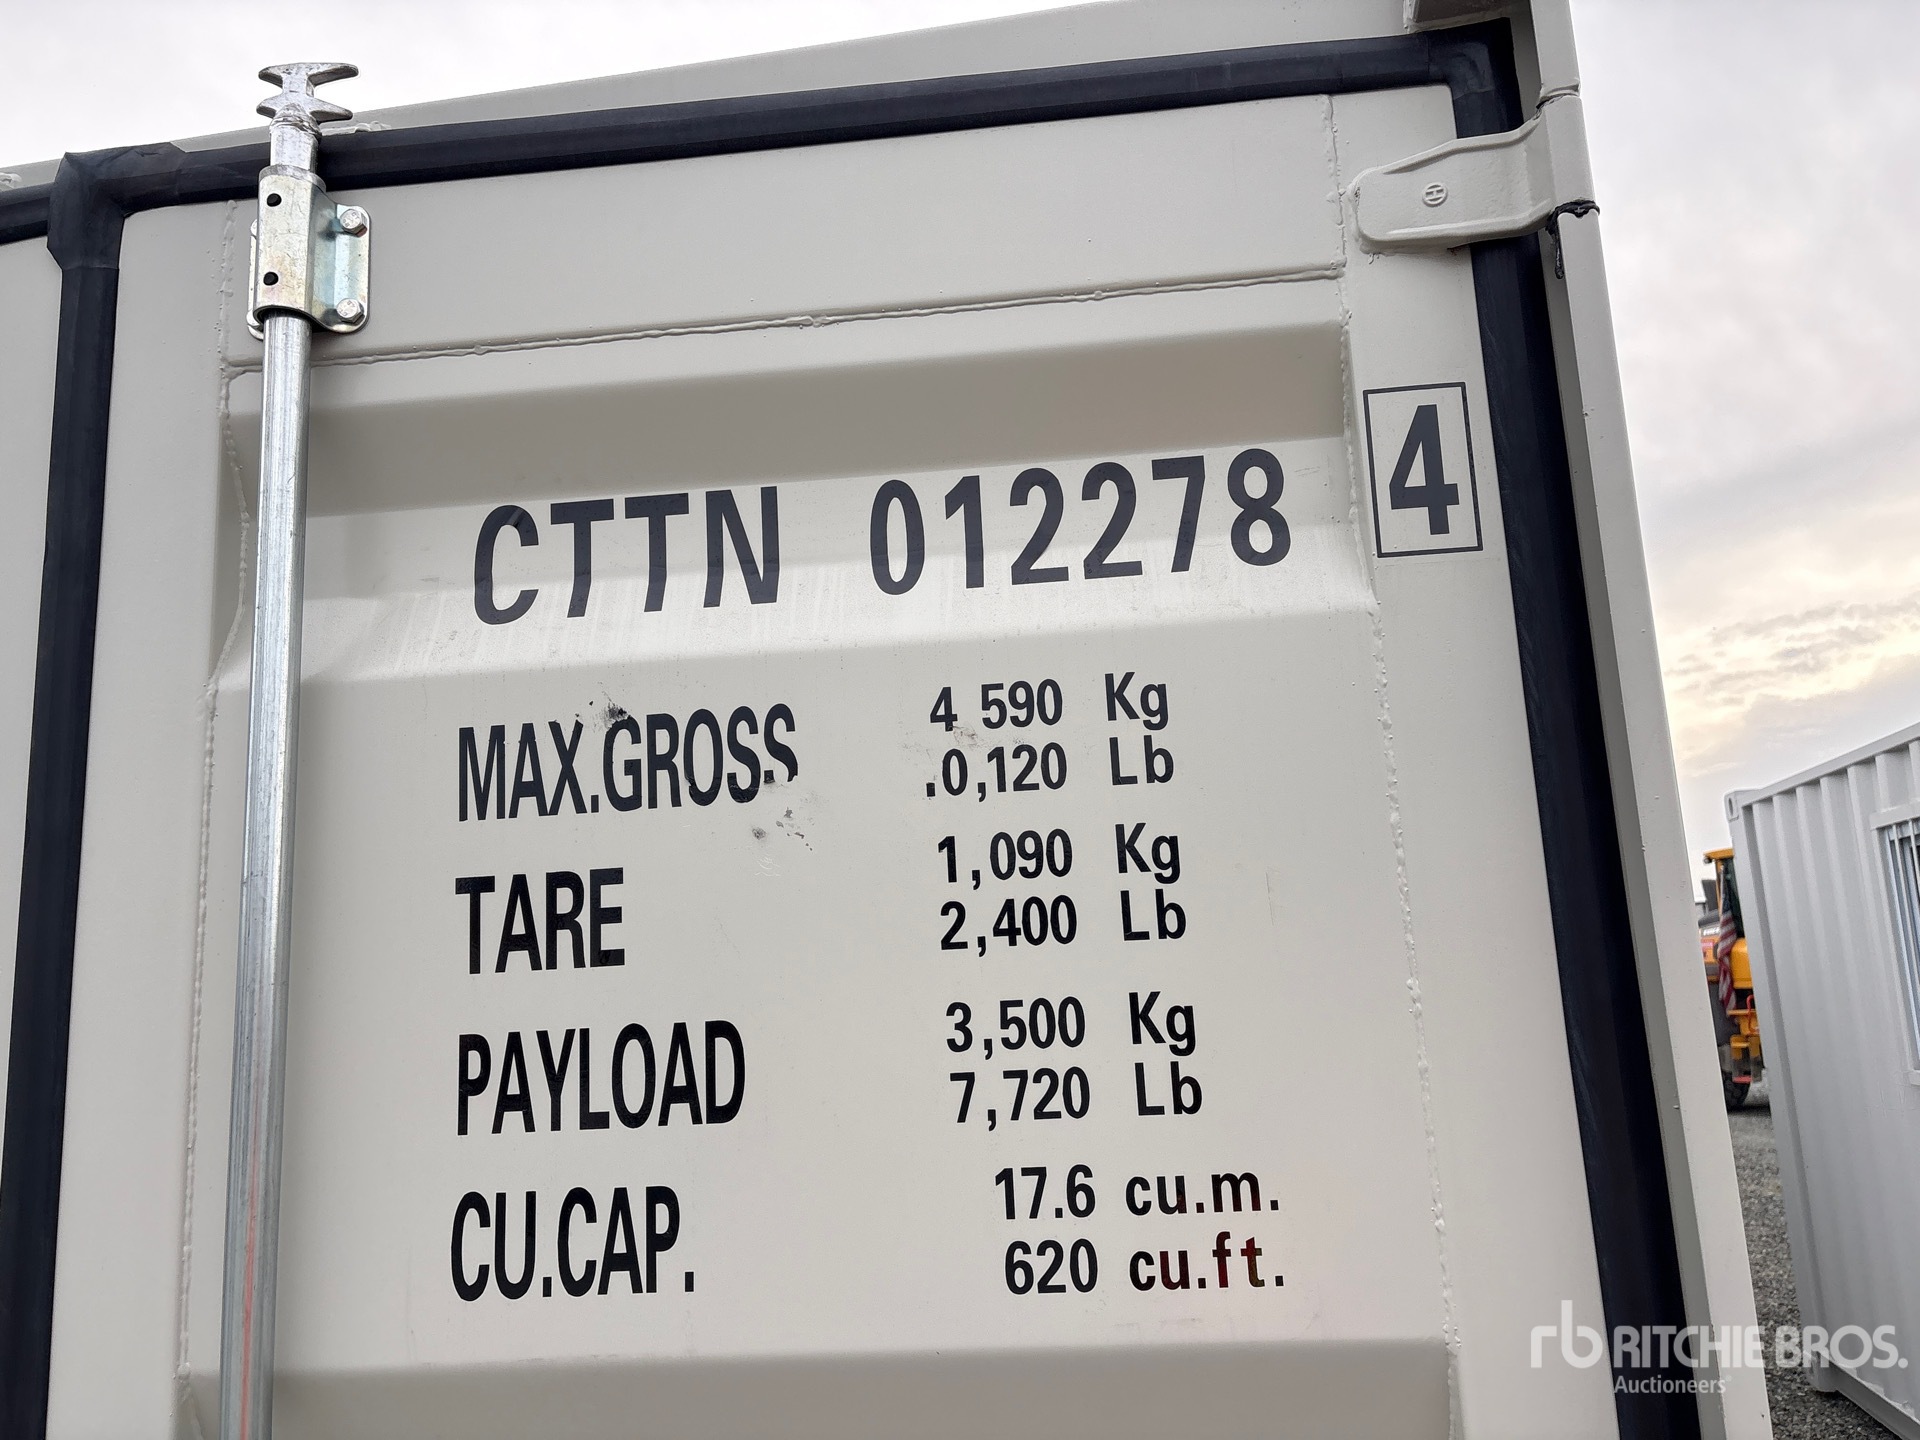 CTTN 012278 4
MAX.GROSS 4 590 Kg
.0,120 Lb
TARE 1,090 Kg
2,400 Lb
PAYLOAD 3,500 Kg
7,720 Lb
CU.CAP. 17.6 cu.m.
620 cu.ft.
rb RITCHIE BROS.
Auctioneers